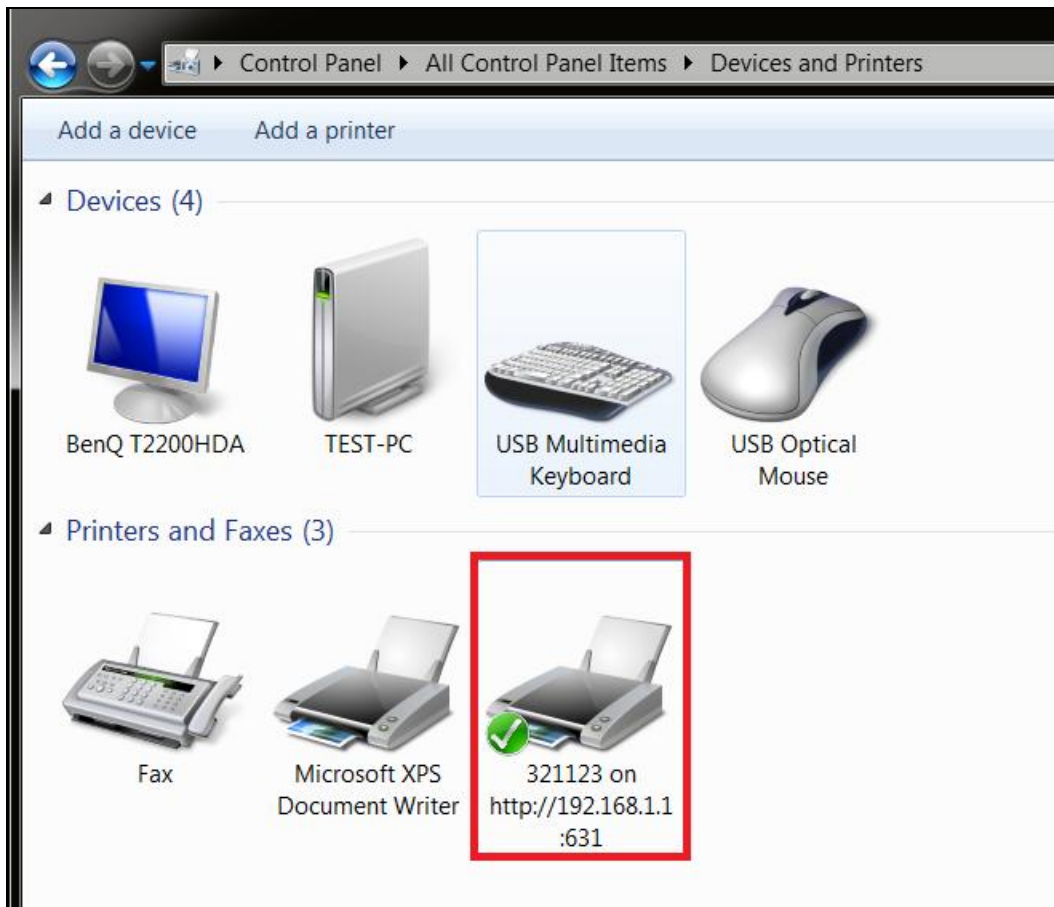 Control Panel ▸ All Control Panel Items ▸ Devices and Printers
Add a device Add a printer
Devices (4)
BenQ T2200HDA
TEST-PC
USB Multimedia
Keyboard
USB Optical
Mouse
Printers and Faxes (3)
Fax
Microsoft XPS
Document Writer
321123 on
http://192.168.1.1
:631